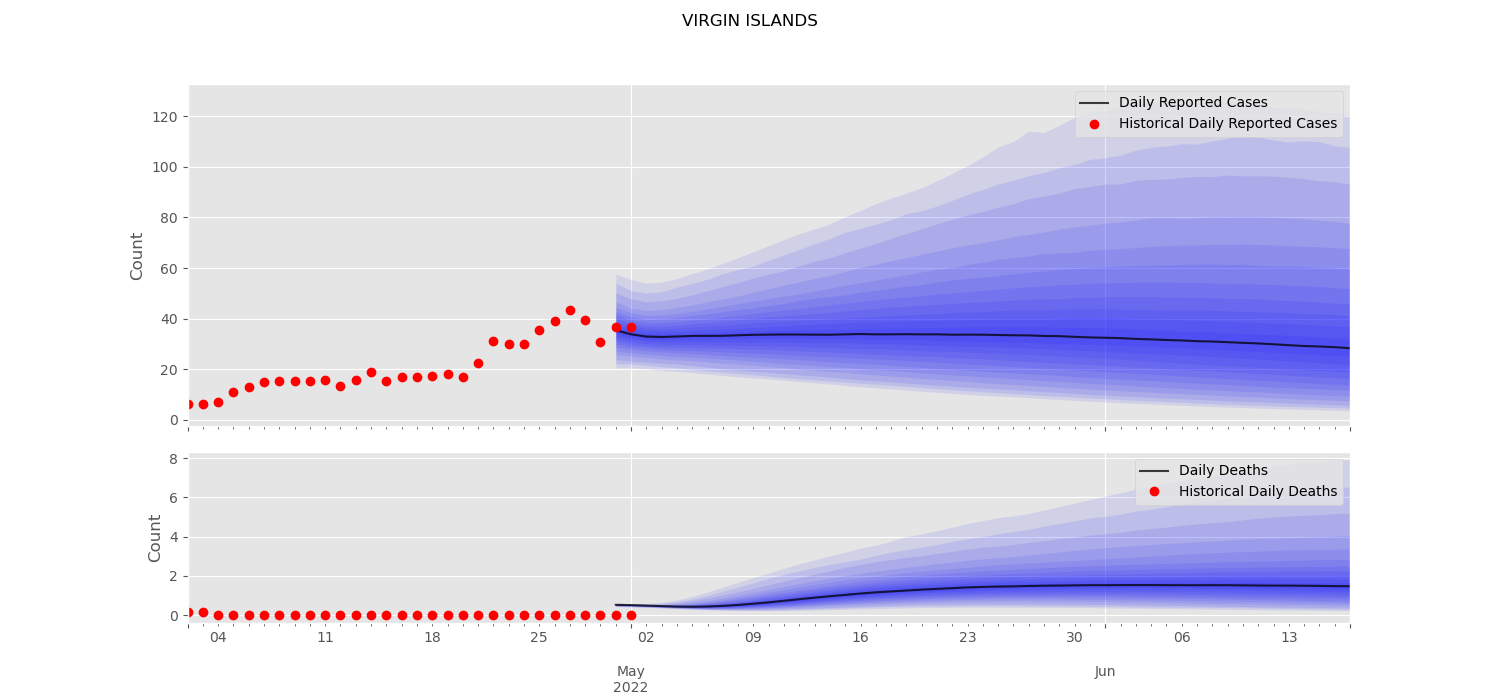 VIRGIN ISLANDS
Daily Reported Cases
Historical Daily Reported Cases
Count
120
100
80
60
40
20
0
Daily Deaths
Historical Daily Deaths
Count
8
6
4
2
0
04 11 18 25 02 09 16 23 30 06 13
May Jun
2022